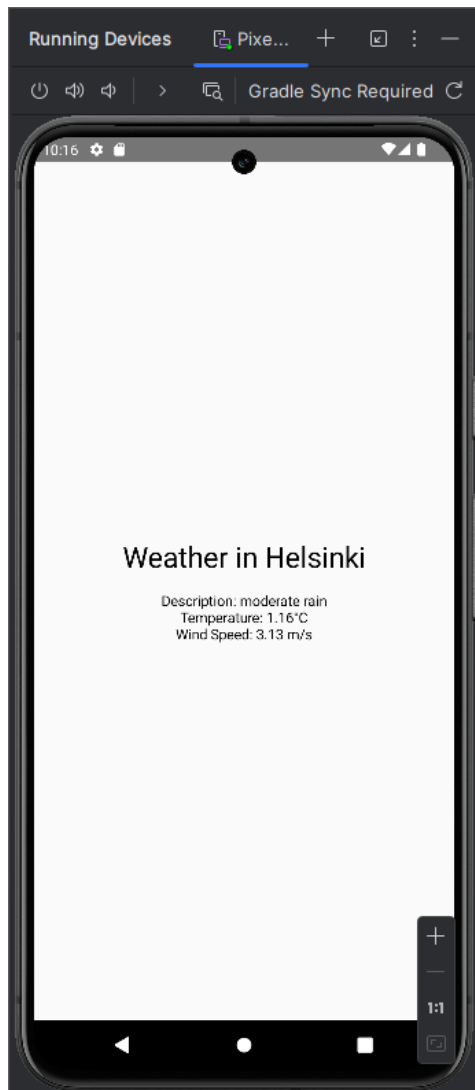 Running Devices Pixe...
Gradle Sync Required
10:16
Weather in Helsinki
Description: moderate rain
Temperature: 1.16°C
Wind Speed: 3.13 m/s
1:1